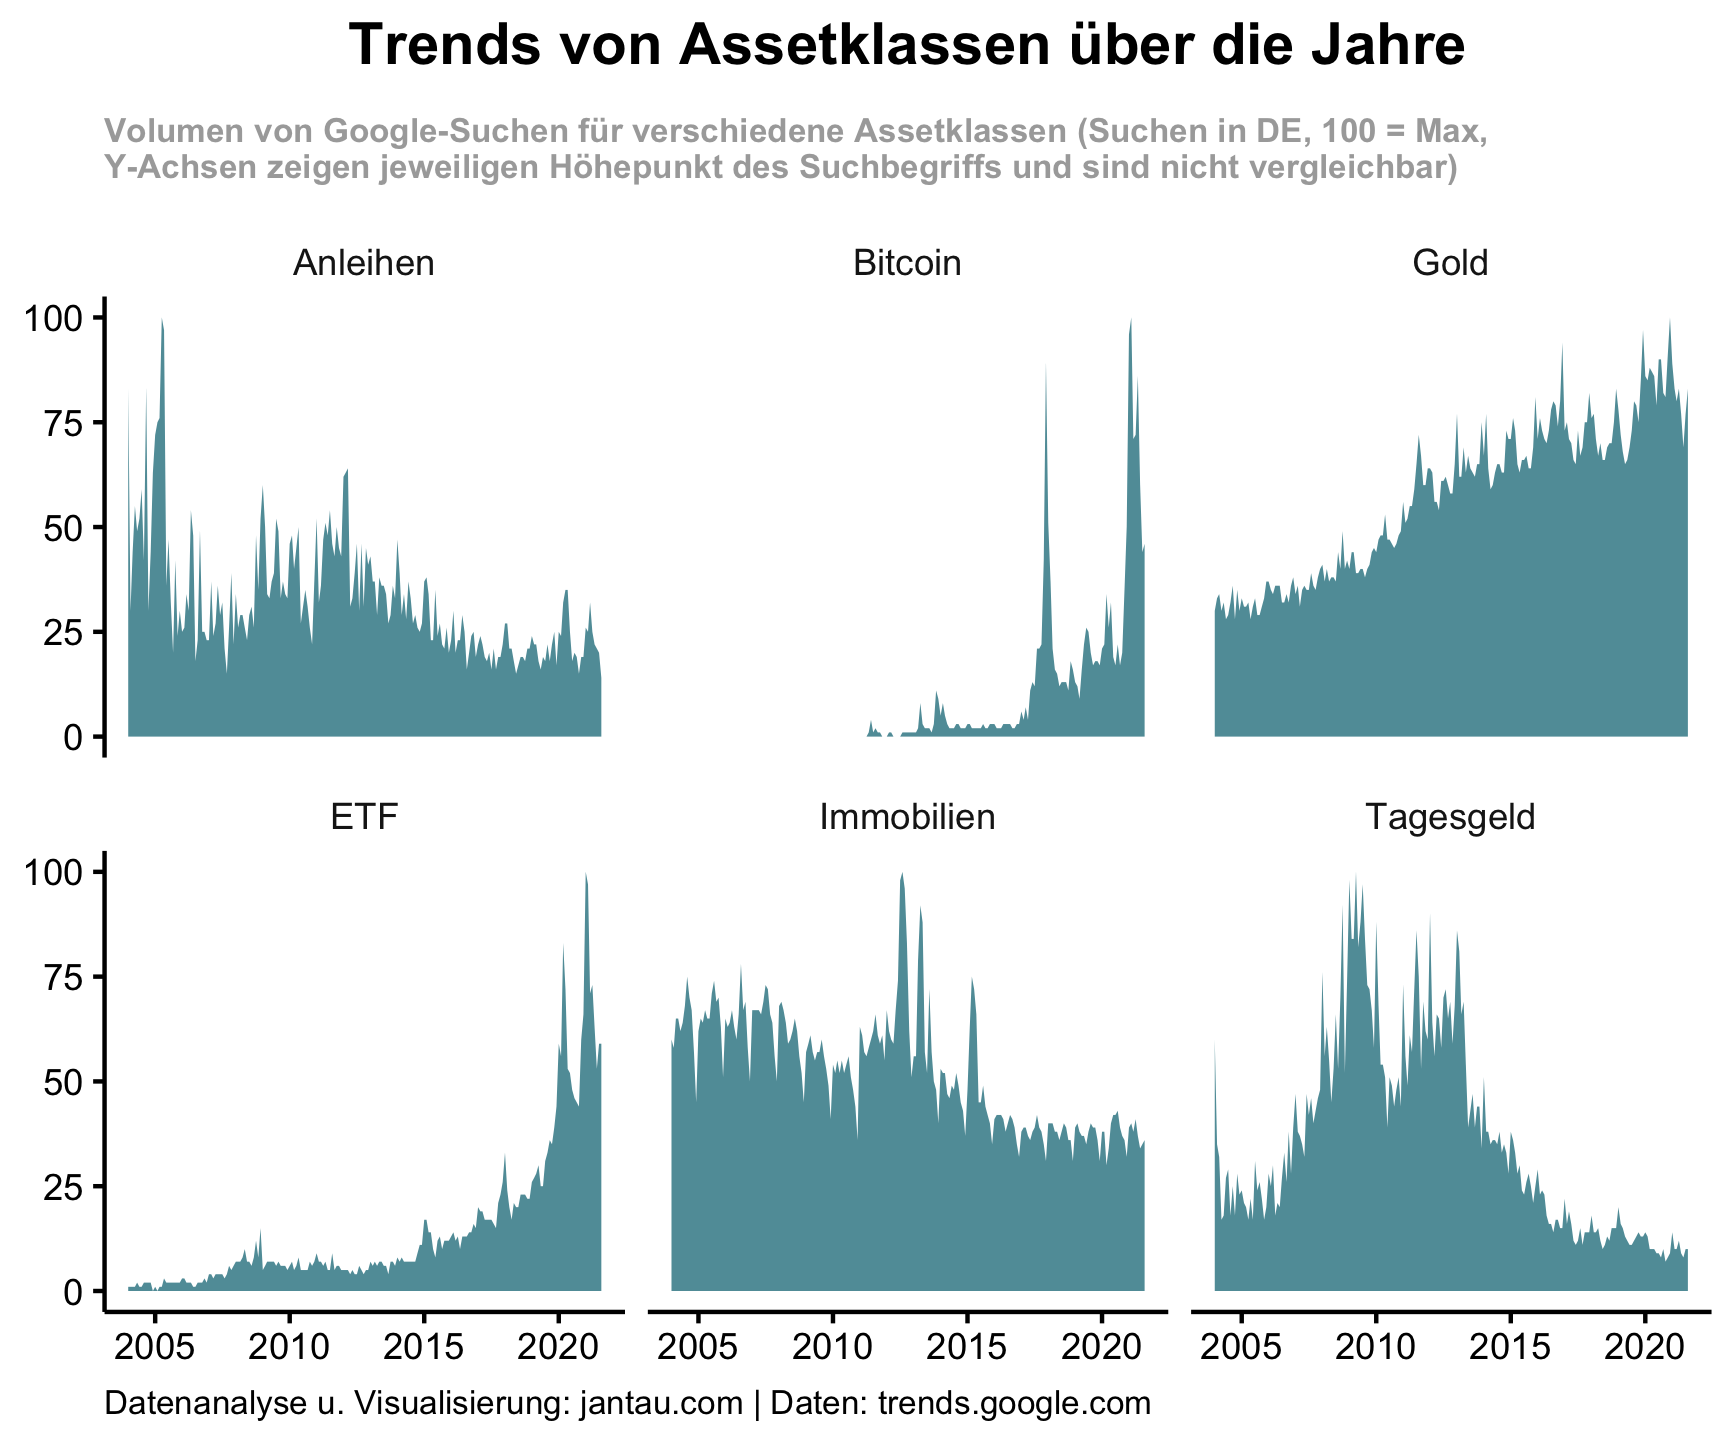 Trends von Assetklassen über die Jahre
Volumen von Google-Suchen für verschiedene Assetklassen (Suchen in DE, 100 = Max,
Y-Achsen zeigen jeweiligen Höhepunkt des Suchbegriffs und sind nicht vergleichbar)
Anleihen Bitcoin Gold
100
75
50
25
0
ETF Immobilien Tagesgeld
100
75
50
25
0
2005 2010 2015 2020 2005 2010 2015 2020 2005 2010 2015 2020
Datenanalyse u. Visualisierung: jantau.com | Daten: trends.google.com